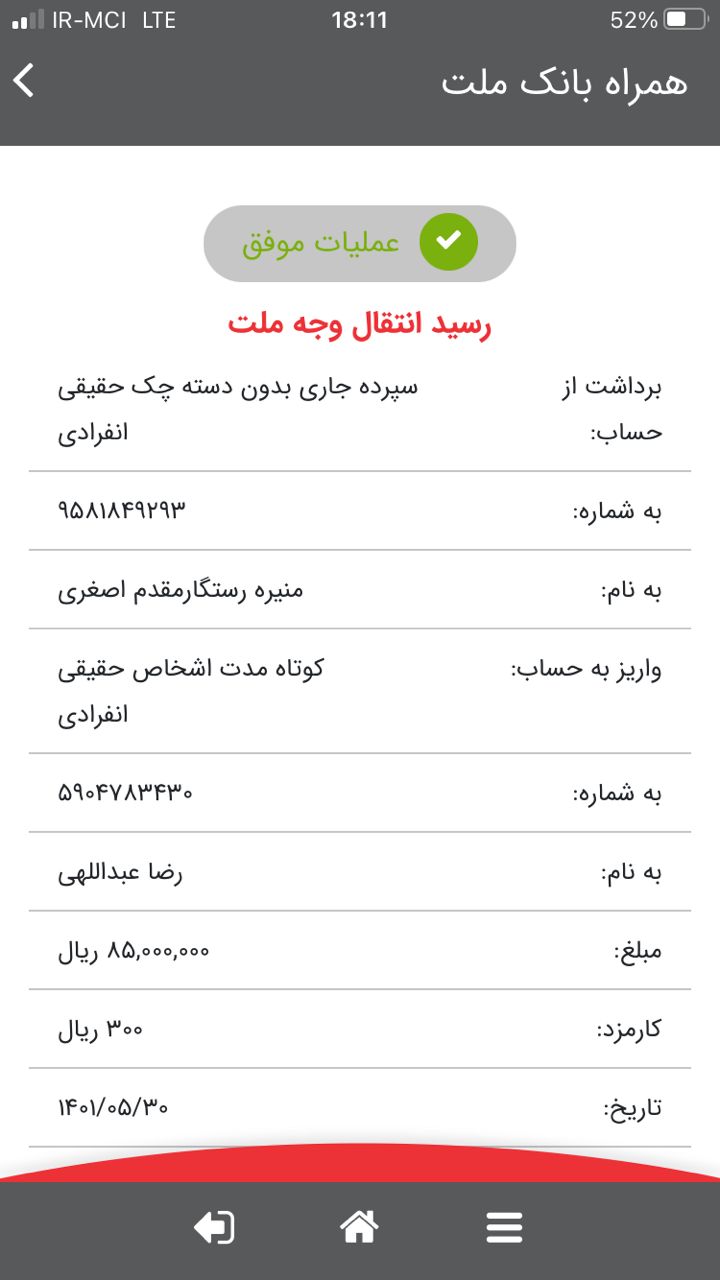 IR-MCI LTE 18:11 52%
همراه بانک ملت
عملیات موفق
رسید انتقال وجه ملت
برداشت از حساب: سپرده جاری بدون دسته چک حقیقی انفرادی
به شماره: ۹۵۸۱۸۴۹۲۹۳
به نام: منیره رستگارمقدم اصغری
واریز به حساب: کوتاه مدت اشخاص حقیقی انفرادی
به شماره: ۵۹۰۴۷۸۳۴۳۰
به نام: رضا عبداللهی
مبلغ: ۸۵,۰۰۰,۰۰۰ ریال
کارمزد: ۳۰۰ ریال
تاریخ: ۱۴۰۱/۰۵/۳۰